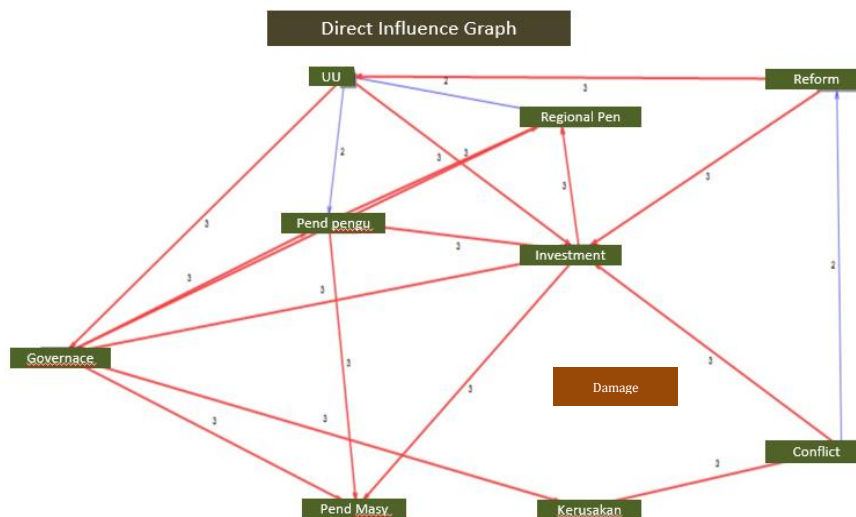 Direct Influence Graph
UU
Reform
2
3
Regional Pen
2
3
3
3
3
3
Pend pengu
3
3
Investment
3
3
2
Governace
3
3
3
Damage
3
3
3
Conflict
Pend Masy
Kerusakan